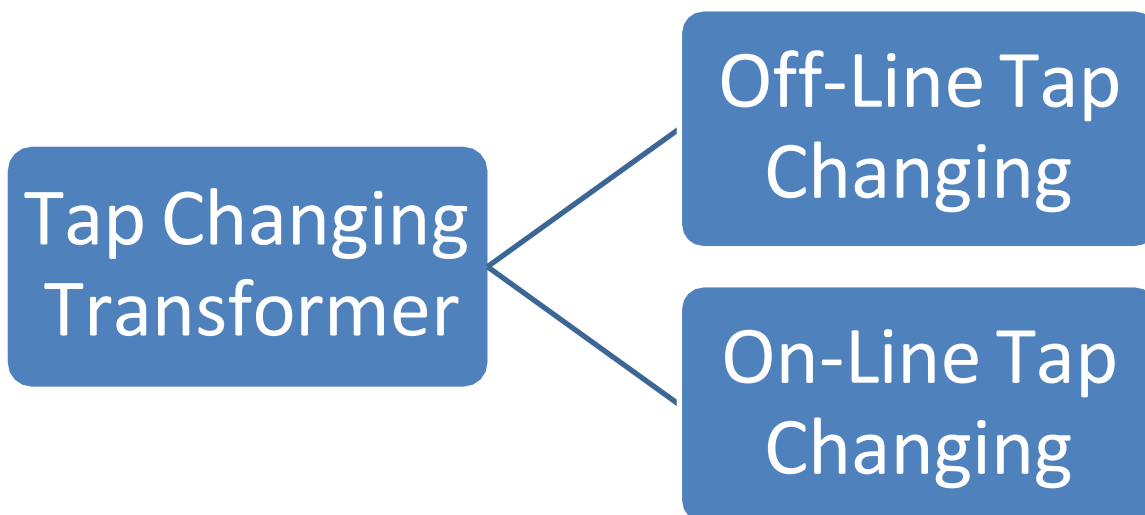 Tap Changing
Transformer
Off-Line Tap
Changing
On-Line Tap
Changing